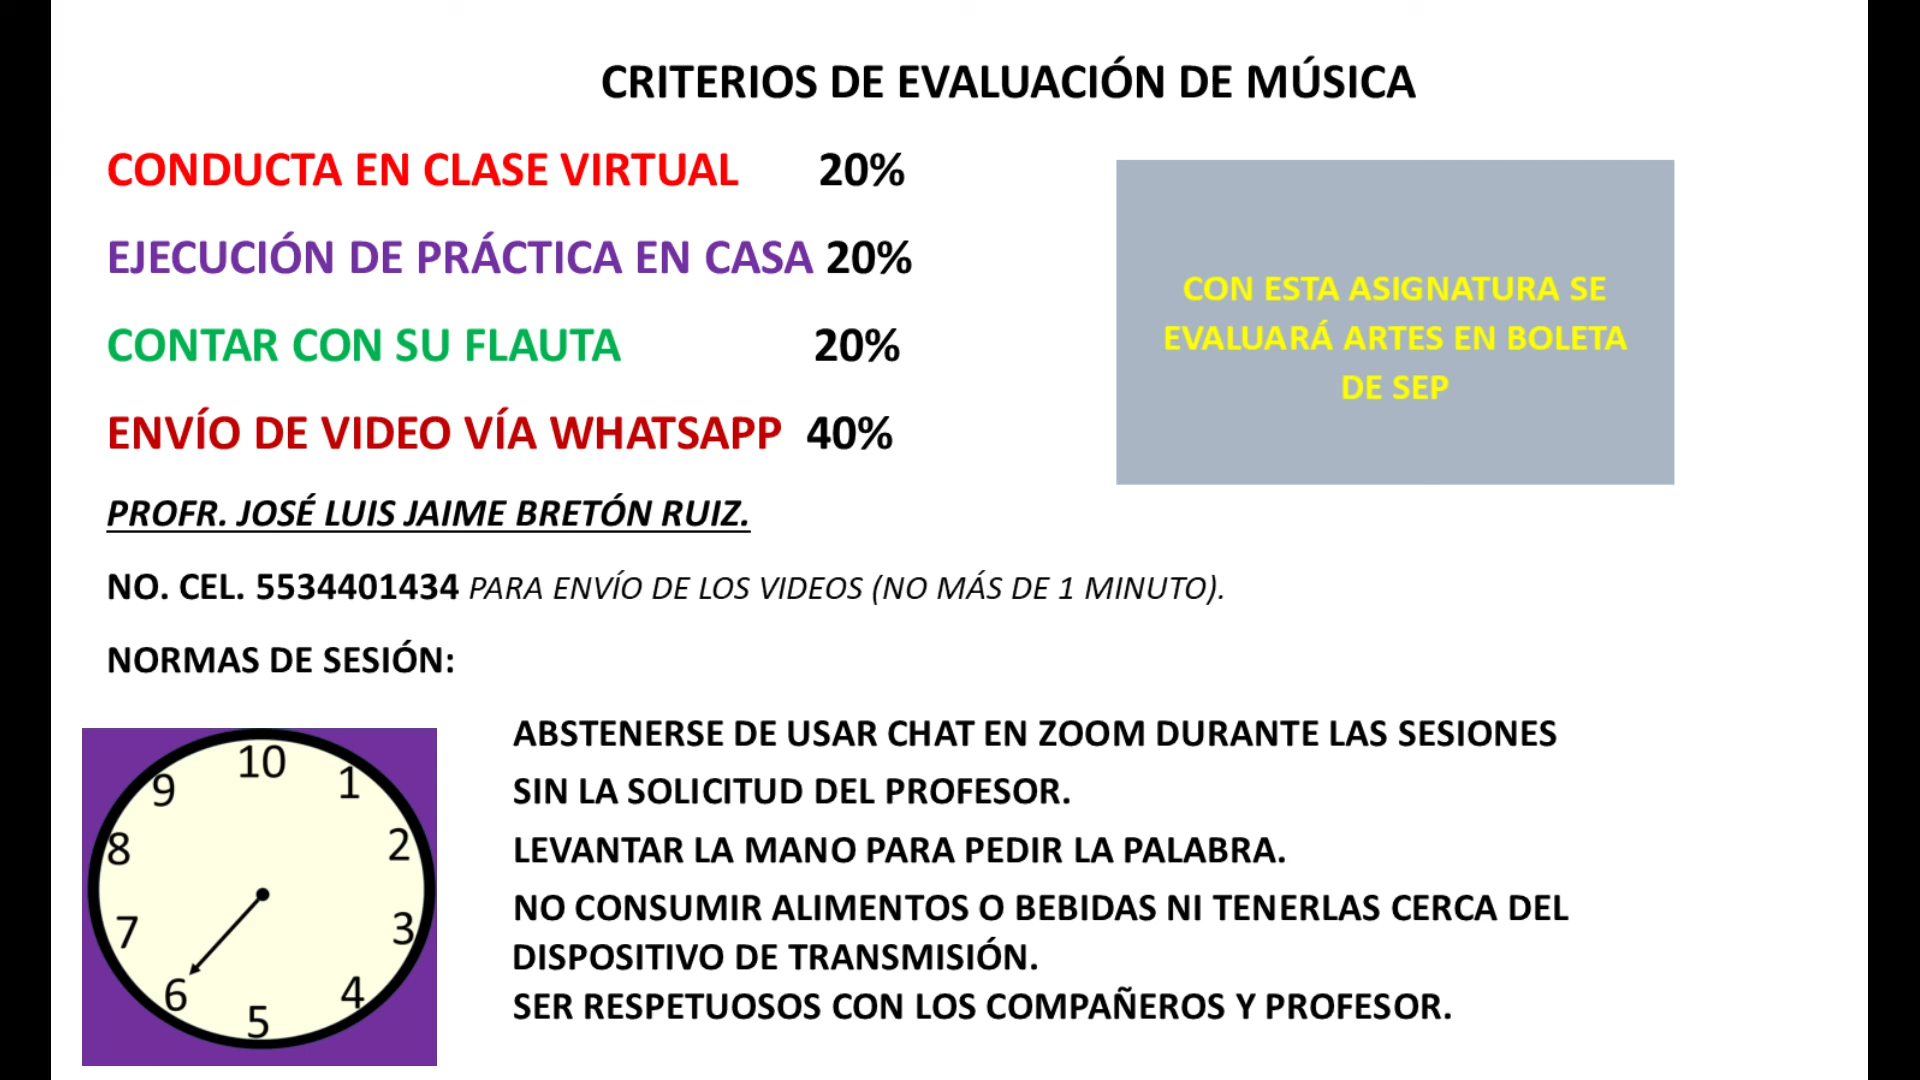 CRITERIOS DE EVALUACIÓN DE MÚSICA
CONDUCTA EN CLASE VIRTUAL 20%
EJECUCIÓN DE PRÁCTICA EN CASA 20%
CONTAR CON SU FLAUTA 20%
ENVÍO DE VIDEO VÍA WHATSAPP 40%
CON ESTA ASIGNATURA SE
EVALUARÁ ARTES EN BOLETA
DE SEP
PROFR. JOSÉ LUIS JAIME BRETÓN RUIZ.
NO. CEL. 5534401434 PARA ENVÍO DE LOS VIDEOS (NO MÁS DE 1 MINUTO).
NORMAS DE SESIÓN:
10
9 1
8 2
7 3
6 4
5
ABSTENERSE DE USAR CHAT EN ZOOM DURANTE LAS SESIONES
SIN LA SOLICITUD DEL PROFESOR.
LEVANTAR LA MANO PARA PEDIR LA PALABRA.
NO CONSUMIR ALIMENTOS O BEBIDAS NI TENERLAS CERCA DEL
DISPOSITIVO DE TRANSMISIÓN.
SER RESPETUOSOS CON LOS COMPAÑEROS Y PROFESOR.